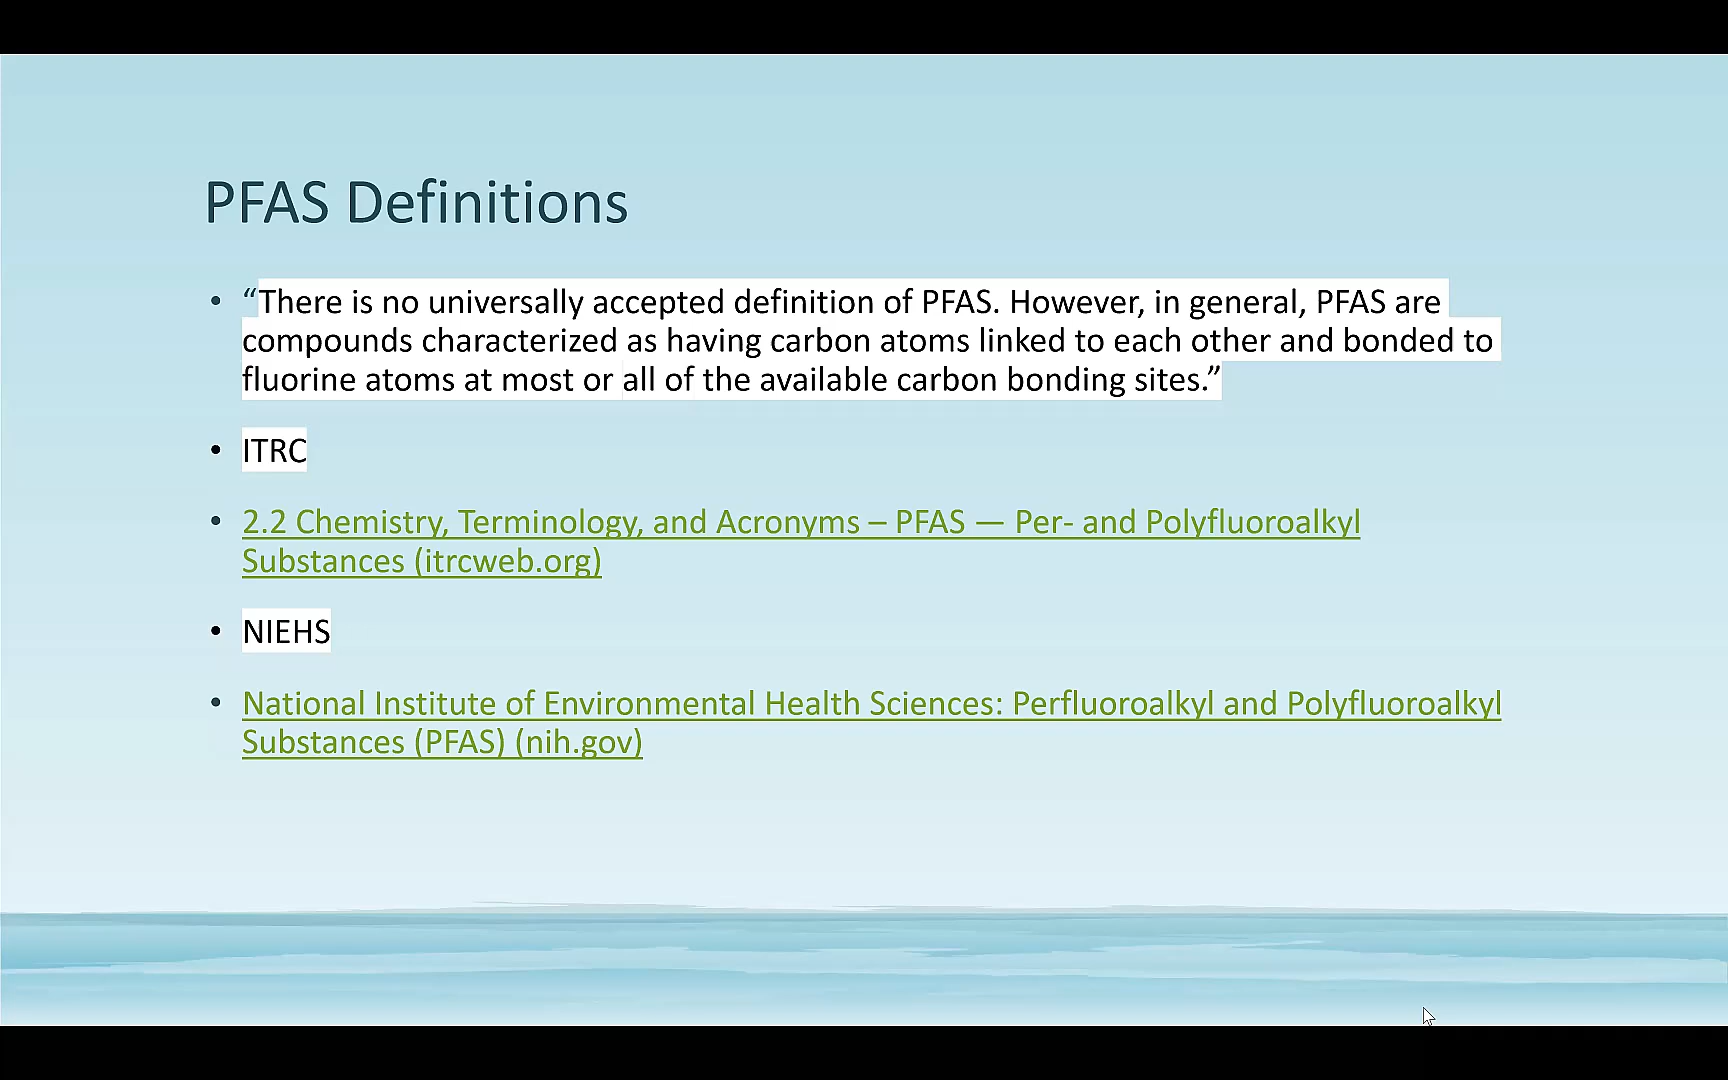 PFAS Definitions
• “There is no universally accepted definition of PFAS. However, in general, PFAS are
compounds characterized as having carbon atoms linked to each other and bonded to
fluorine atoms at most or all of the available carbon bonding sites.”
• ITRC
• 2.2 Chemistry, Terminology, and Acronyms – PFAS — Per- and Polyfluoroalkyl
Substances (itrcweb.org)
• NIEHS
• National Institute of Environmental Health Sciences: Perfluoroalkyl and Polyfluoroalkyl
Substances (PFAS) (nih.gov)